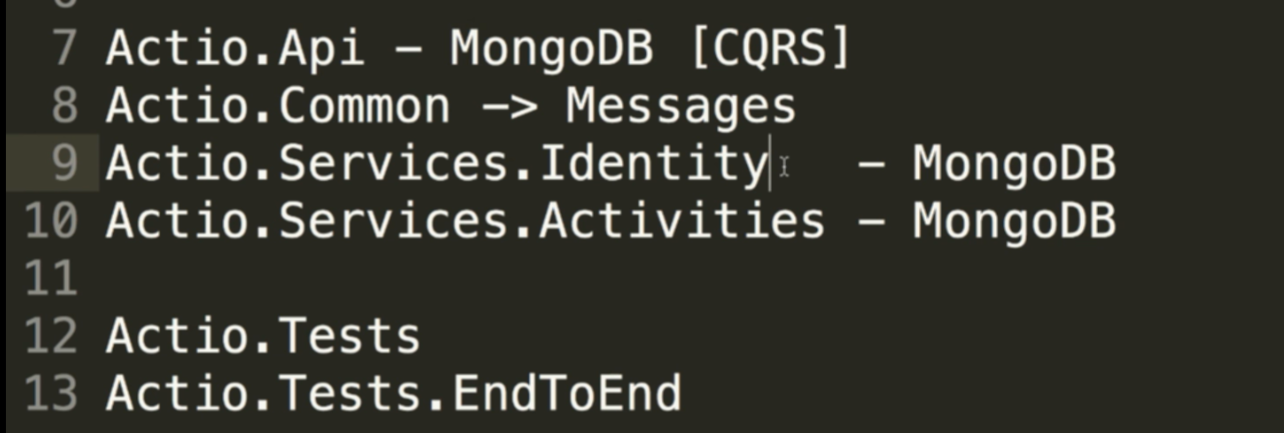 7 Actio.Api – MongoDB [CQRS]
8 Actio.Common –> Messages
9 Actio.Services.Identity   – MongoDB
10 Actio.Services.Activities – MongoDB
11
12 Actio.Tests
13 Actio.Tests.EndToEnd